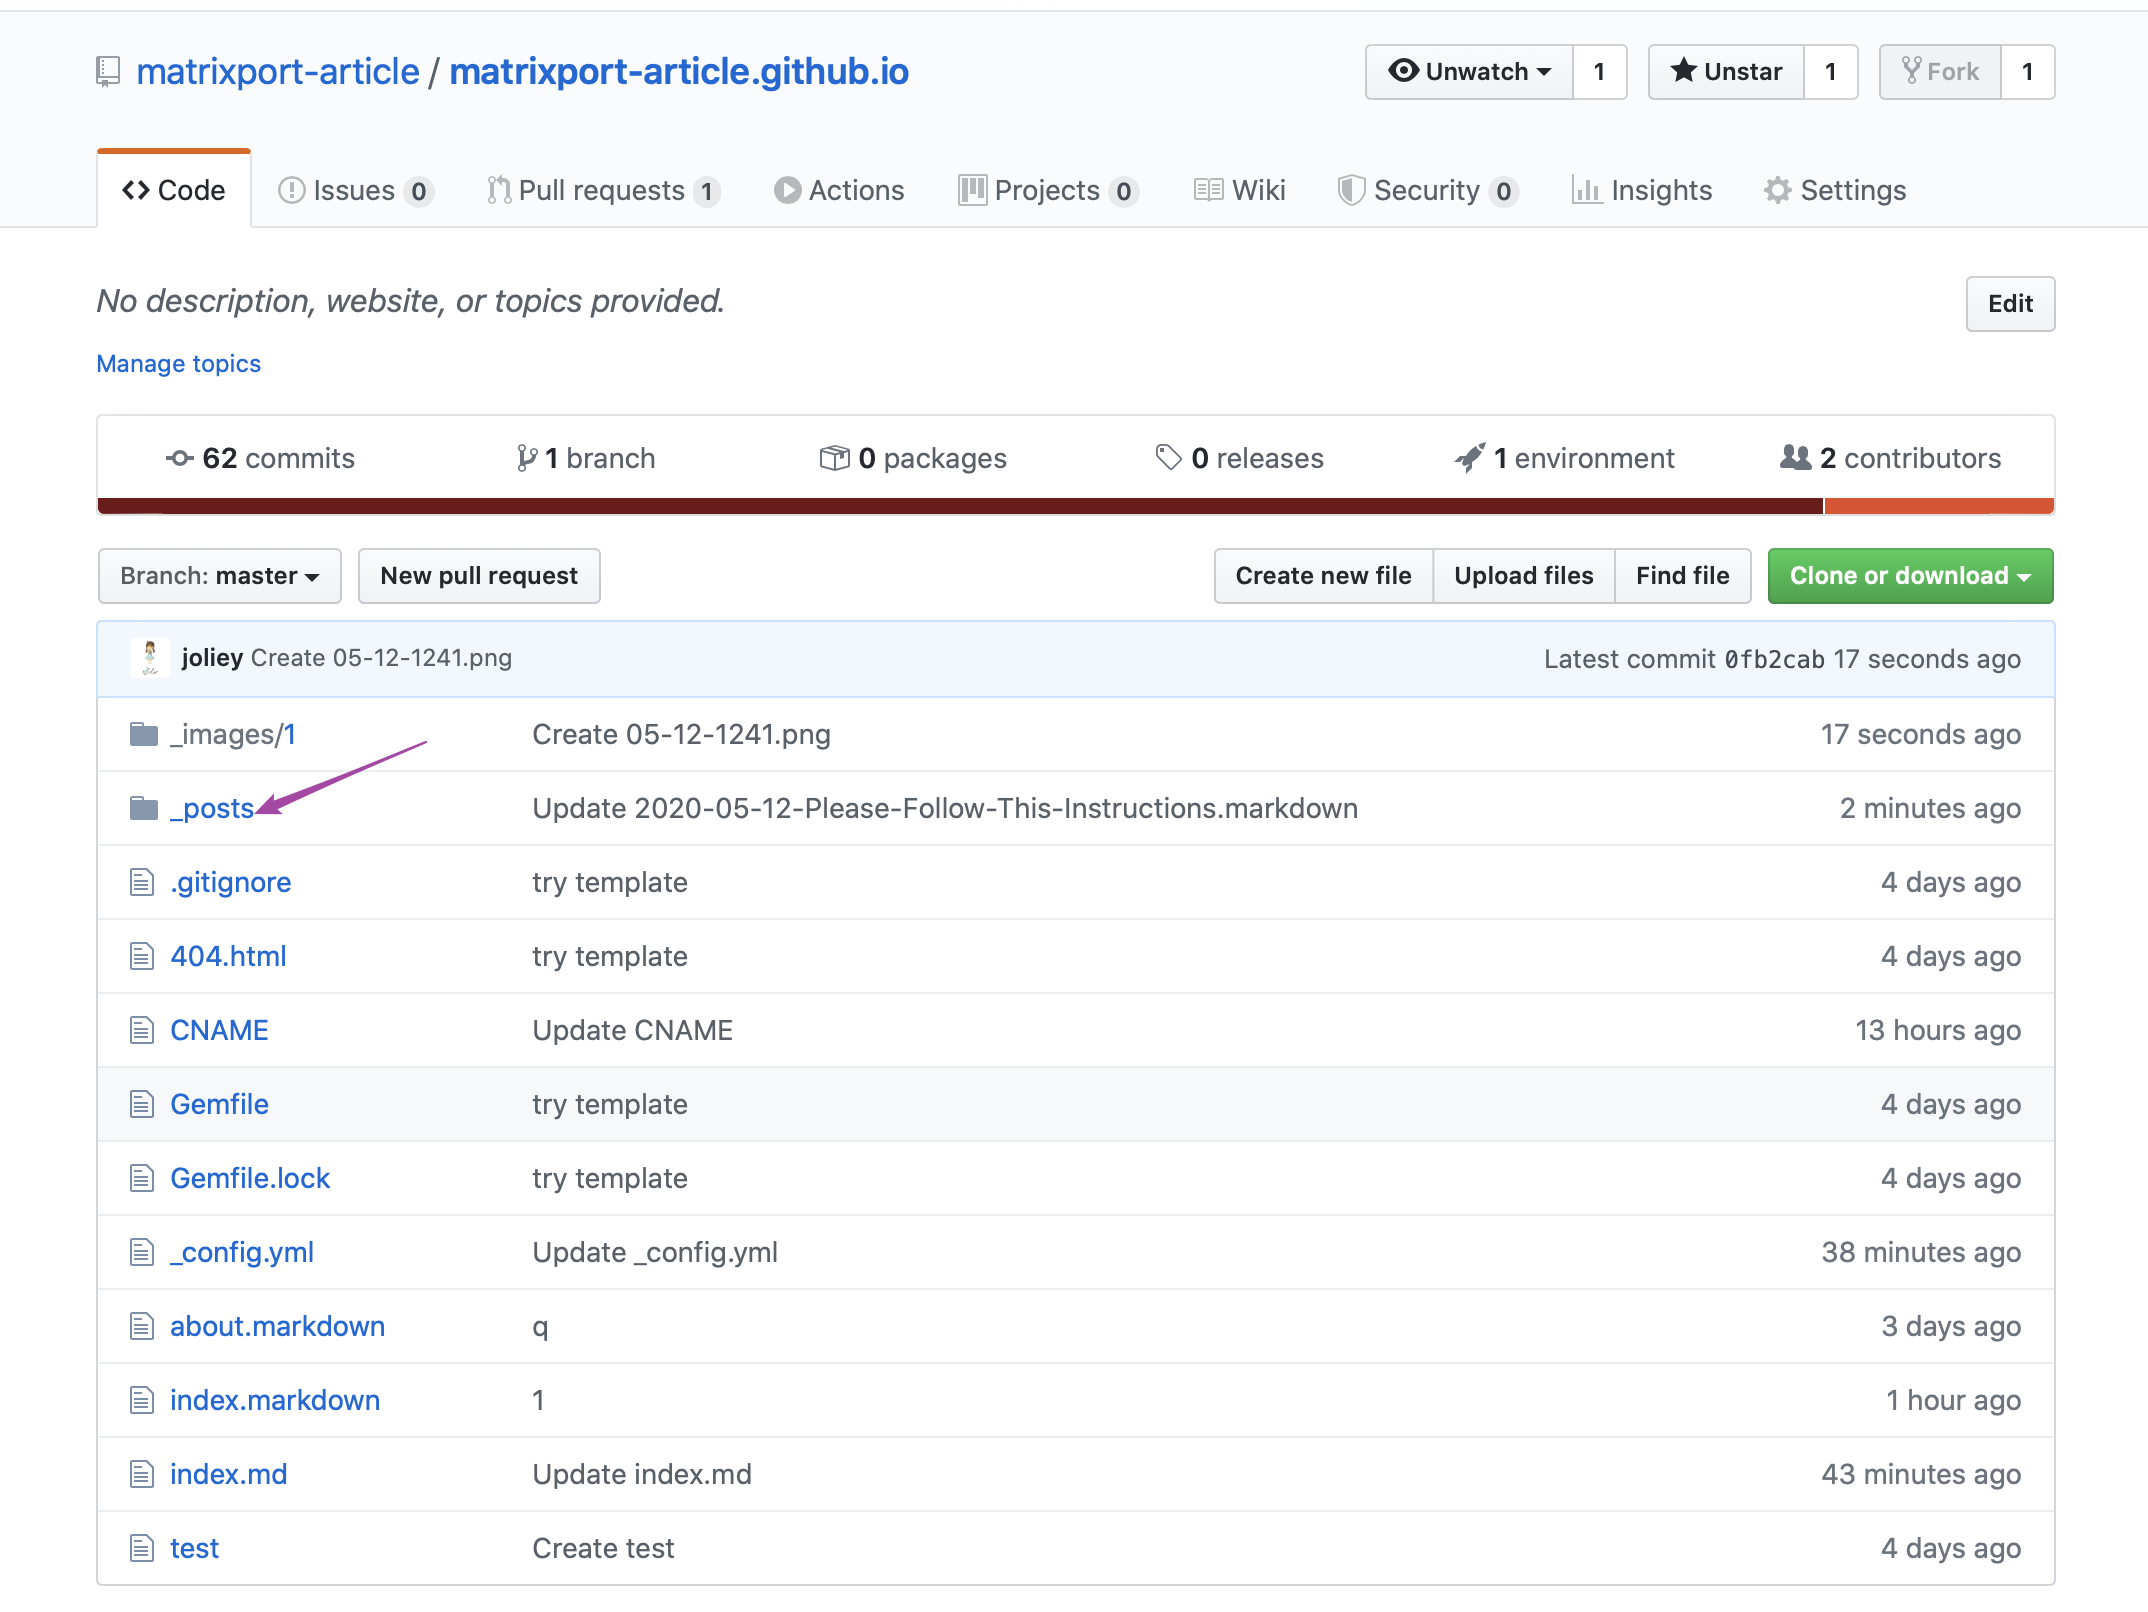 matrixport-article / matrixport-article.github.io
Unwatch 1 Unstar 1 Fork 1
Code Issues 0 Pull requests 1 Actions Projects 0 Wiki Security 0 Insights Settings
No description, website, or topics provided. Edit
Manage topics
62 commits 1 branch 0 packages 0 releases 1 environment 2 contributors
Branch: master New pull request Create new file Upload files Find file Clone or download
joliey Create 05-12-1241.png Latest commit 0fb2cab 17 seconds ago
_images/1 Create 05-12-1241.png 17 seconds ago
_posts Update 2020-05-12-Please-Follow-This-Instructions.markdown 2 minutes ago
.gitignore try template 4 days ago
404.html try template 4 days ago
CNAME Update CNAME 13 hours ago
Gemfile try template 4 days ago
Gemfile.lock try template 4 days ago
_config.yml Update _config.yml 38 minutes ago
about.markdown q 3 days ago
index.markdown 1 1 hour ago
index.md Update index.md 43 minutes ago
test Create test 4 days ago